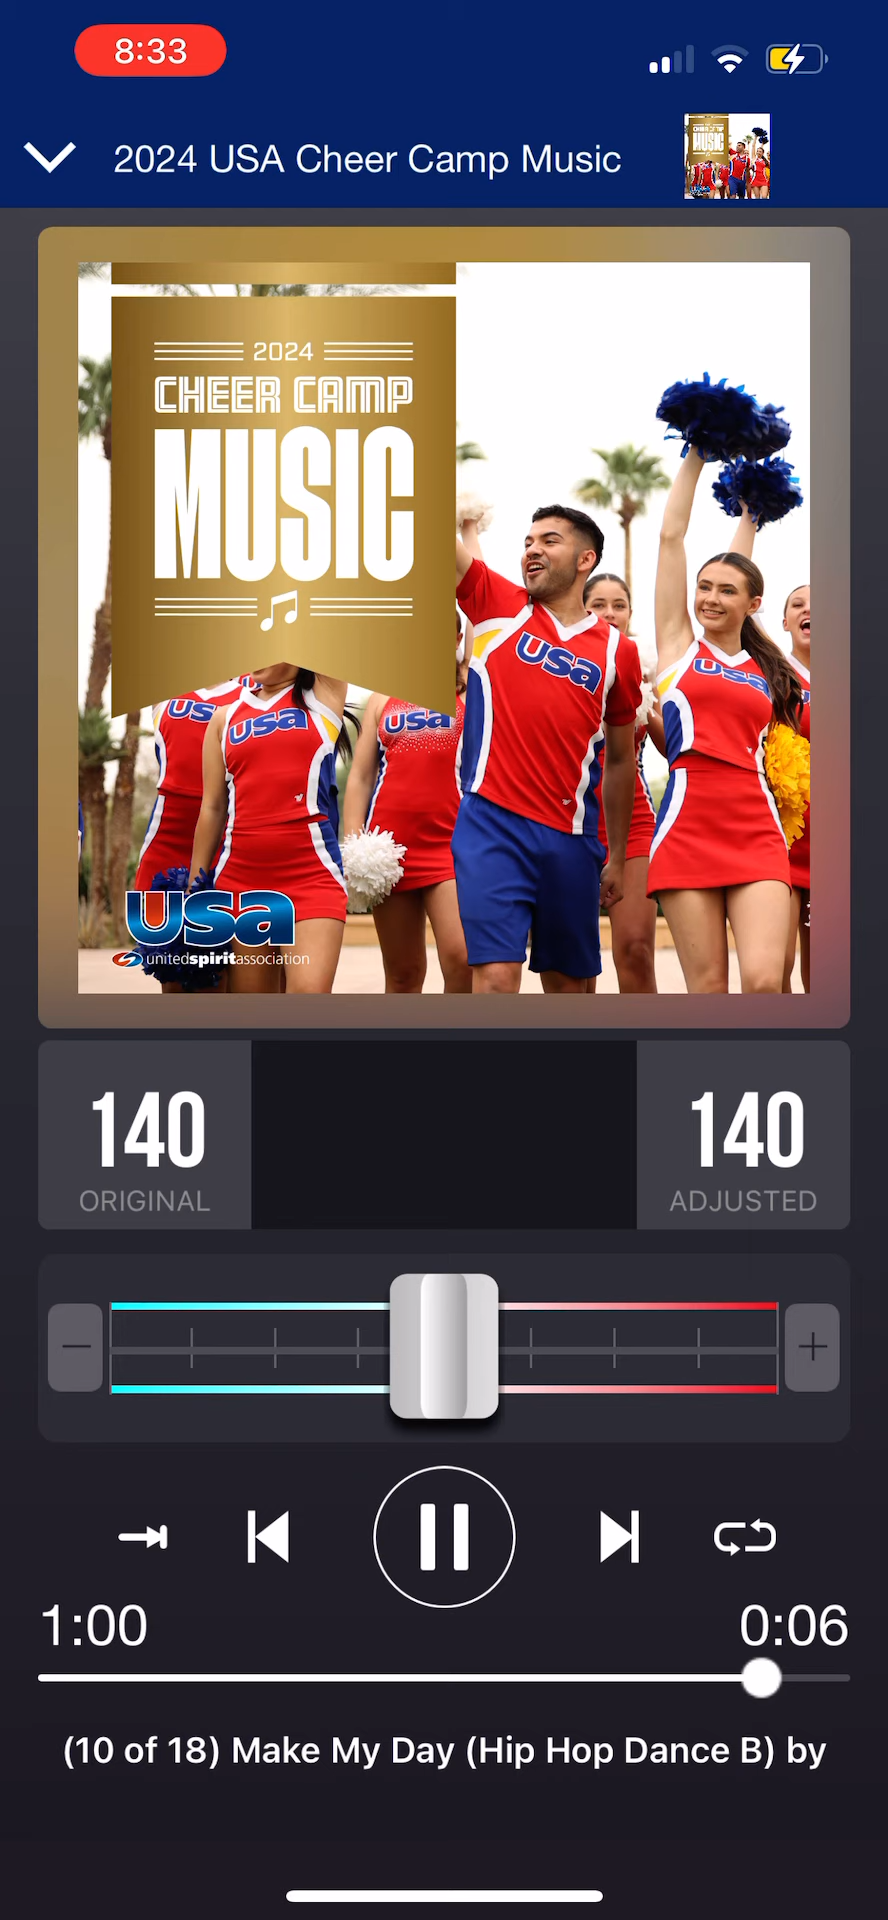 8:33
2024 USA Cheer Camp Music
2024
CHEER CAMP
MUSIC
usa
usa
usa
usa
usa
unitedspiritassociation
140
ORIGINAL
140
ADJUSTED
1:00
0:06
(10 of 18) Make My Day (Hip Hop Dance B) by